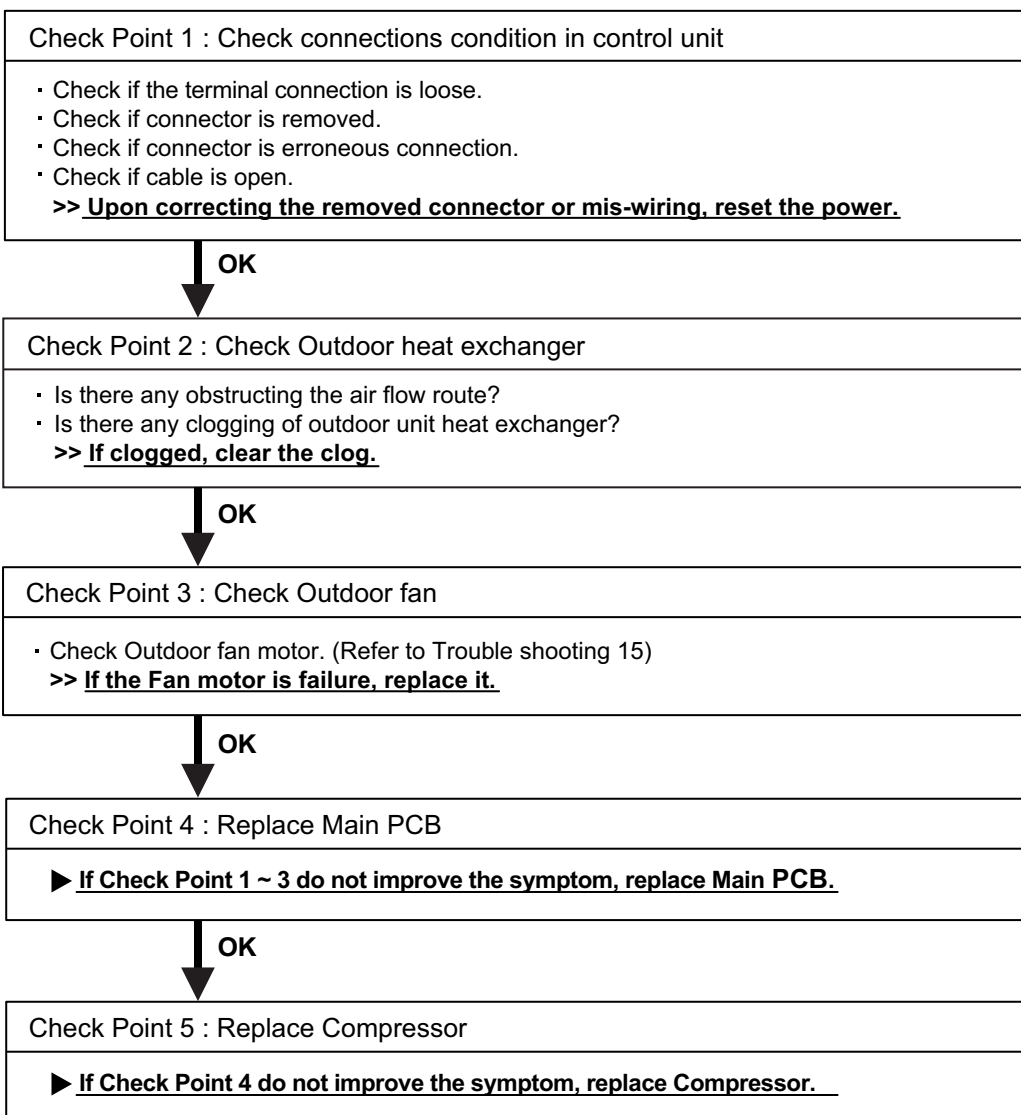 Check Point 1 : Check connections condition in control unit
· Check if the terminal connection is loose.
· Check if connector is removed.
· Check if connector is erroneous connection.
· Check if cable is open.
>> Upon correcting the removed connector or mis-wiring, reset the power.
OK
Check Point 2 : Check Outdoor heat exchanger
· Is there any obstructing the air flow route?
· Is there any clogging of outdoor unit heat exchanger?
>> If clogged, clear the clog.
OK
Check Point 3 : Check Outdoor fan
· Check Outdoor fan motor. (Refer to Trouble shooting 15)
>> If the Fan motor is failure, replace it.
OK
Check Point 4 : Replace Main PCB
▶ If Check Point 1 ~ 3 do not improve the symptom, replace Main PCB.
OK
Check Point 5 : Replace Compressor
▶ If Check Point 4 do not improve the symptom, replace Compressor.